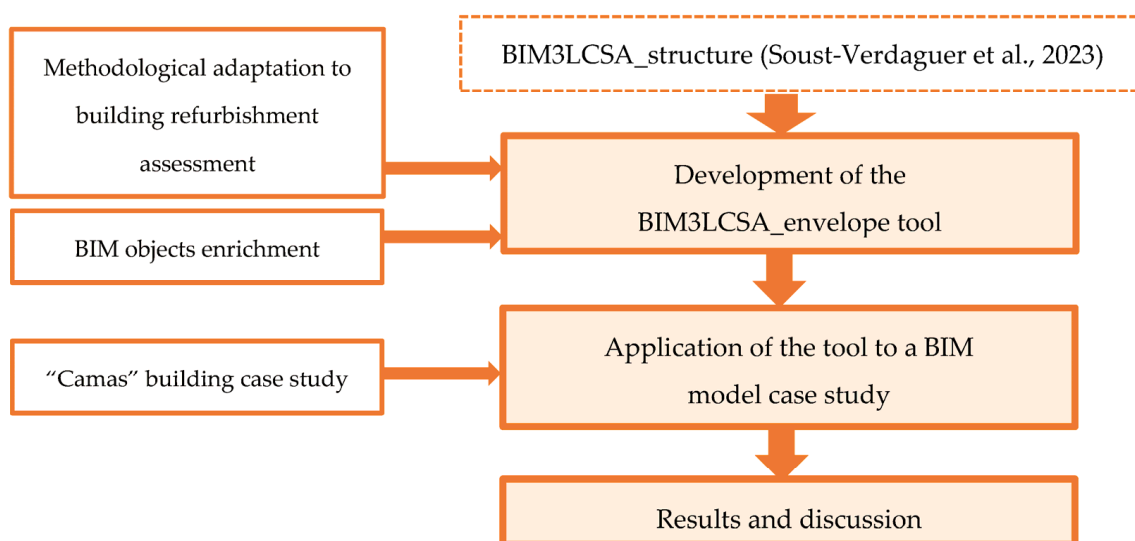 Methodological adaptation to
building refurbishment
assessment
BIM objects enrichment
“Camas” building case study
BIM3LCSA_structure (Soust-Verdaguer et al., 2023)
Development of the
BIM3LCSA_envelope tool
Application of the tool to a BIM
model case study
Results and discussion